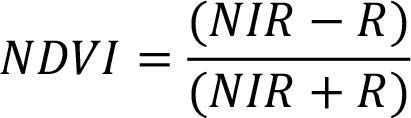 NDVI = (NIR − R) / (NIR + R)